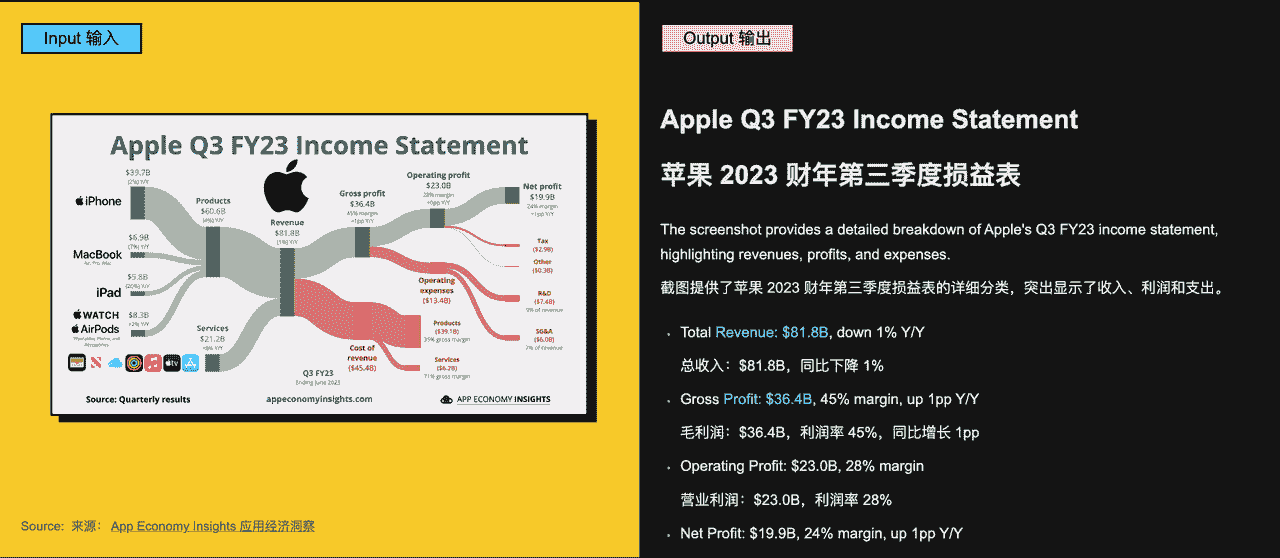 Input 输入
Apple Q3 FY23 Income Statement
$39.7B
(2%) Y/Y
iPhone
$6.9B
(7%) Y/Y
MacBook
Air, Pro, iMac
$5.8B
(20%) Y/Y
iPad
WATCH
AirPods
$8.3B
+2% Y/Y
Products
$60.6B
(4%) Y/Y
Services
$21.2B
+8% Y/Y
tv
Revenue
$81.8B
(1%) Y/Y
Gross profit
$36.4B
45% margin
+1pp Y/Y
Operating profit
$23.0B
28% margin
+0pp Y/Y
Net profit
$19.9B
24% margin
+1pp Y/Y
Tax
($2.9B)
Other
($0.3B)
Operating
expenses
($13.4B)
R&D
($7.4B)
9% of revenue
SG&A
($6.0B)
7% of revenue
Cost of
revenue
($45.4B)
Products
($39.1B)
35% gross margin
Services
($6.2B)
71% gross margin
Q3 FY23
Ending June 2023
Source: Quarterly results
appeconomyinsights.com
APP ECONOMY INSIGHTS
Source: 来源： App Economy Insights 应用经济洞察
Output 输出
Apple Q3 FY23 Income Statement
苹果 2023 财年第三季度损益表
The screenshot provides a detailed breakdown of Apple's Q3 FY23 income statement,
highlighting revenues, profits, and expenses.
截图提供了苹果 2023 财年第三季度损益表的详细分类，突出显示了收入、利润和支出。
• Total Revenue: $81.8B, down 1% Y/Y
总收入：$81.8B，同比下降 1%
• Gross Profit: $36.4B, 45% margin, up 1pp Y/Y
毛利润：$36.4B，利润率 45%，同比增长 1pp
• Operating Profit: $23.0B, 28% margin
营业利润：$23.0B，利润率 28%
• Net Profit: $19.9B, 24% margin, up 1pp Y/Y